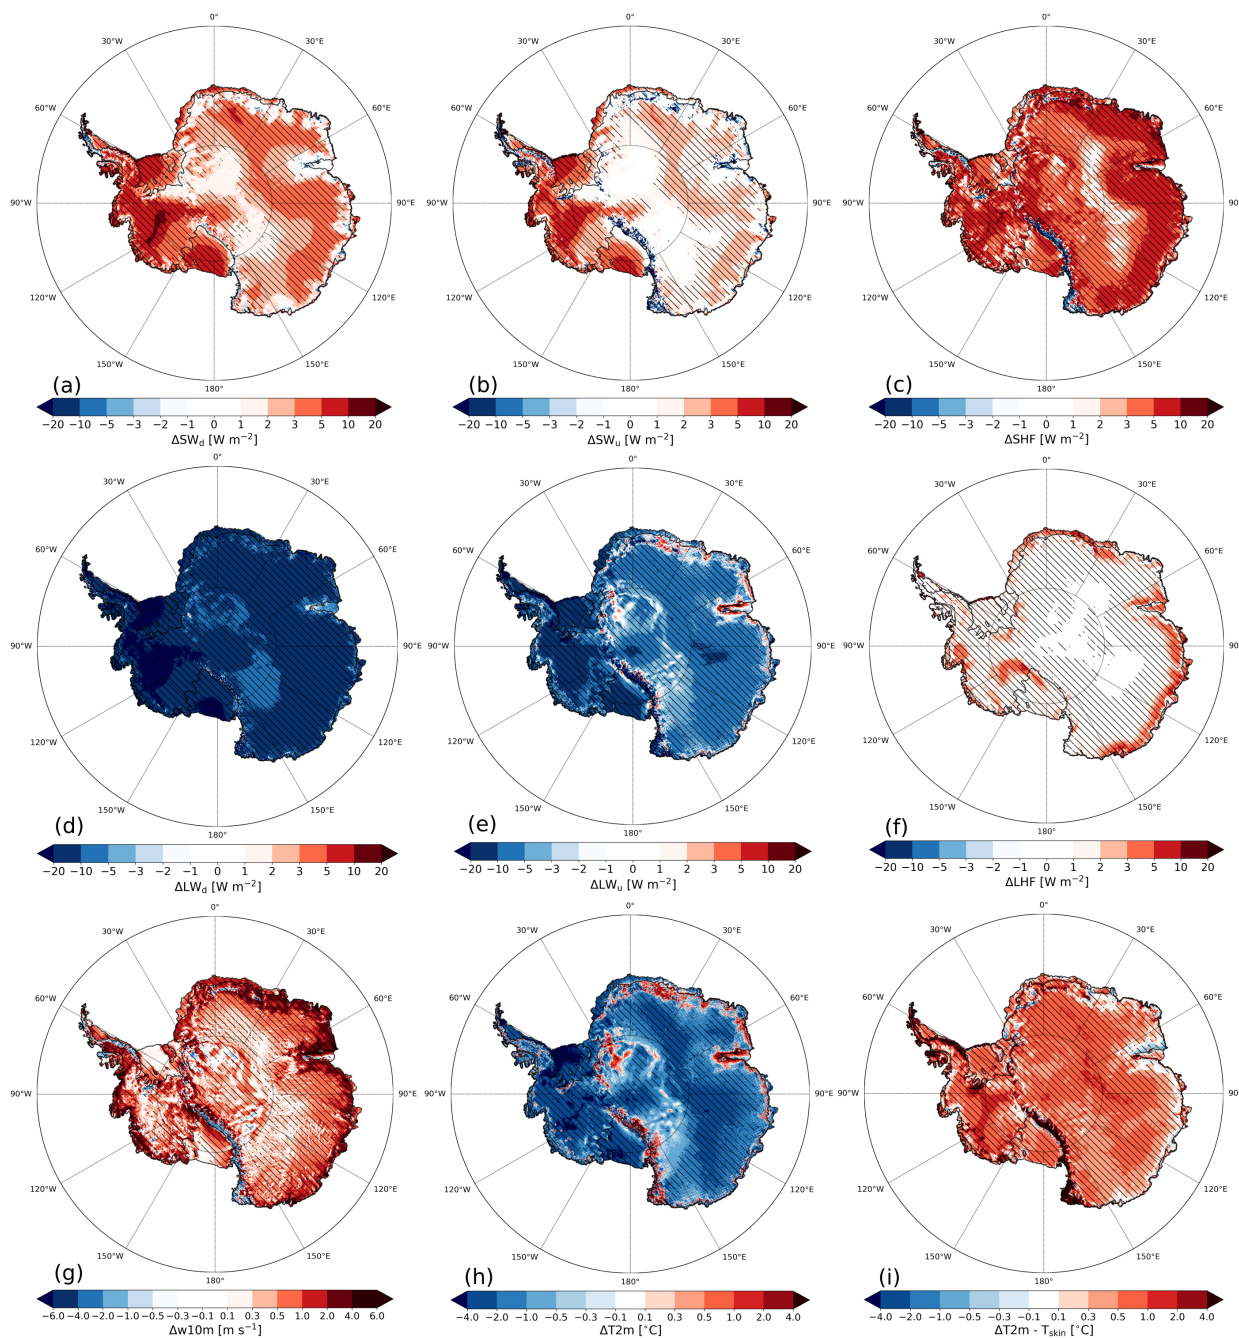 0° 0° 0°
30°W 30°E 30°W 30°E 30°W 30°E
60°W 60°E 60°W 60°E 60°W 60°E
90°W 90°E 90°W 90°E 90°W
120°W 120°E 120°W 120°E 120°W 120°E
150°W 150°E 150°W 150°E 150°W 150°E
180° 180° 180°
(a) (b) (c)
−20 −10 −5 −3 −2 −1 0 1 2 3 5 10 20
ΔSW_d [W m⁻²]
−20 −10 −5 −3 −2 −1 0 1 2 3 5 10 20
ΔSW_u [W m⁻²]
−20 −10 −5 −3 −2 −1 0 1 2 3 5 10 20
ΔSHF [W m⁻²]
0° 0° 0°
30°W 30°E 30°W 30°E 30°W 30°E
60°W 60°E 60°W 60°E 60°W 60°E
90°W 90°E 90°W 90°E 90°W
120°W 120°E 120°W 120°E 120°W 120°E
150°W 150°E 150°W 150°E 150°W 150°E
180° 180° 180°
(d) (e) (f)
−20 −10 −5 −3 −2 −1 0 1 2 3 5 10 20
ΔLW_d [W m⁻²]
−20 −10 −5 −3 −2 −1 0 1 2 3 5 10 20
ΔLW_u [W m⁻²]
−20 −10 −5 −3 −2 −1 0 1 2 3 5 10 20
ΔLHF [W m⁻²]
0° 0° 0°
30°W 30°E 30°W 30°E 30°W 30°E
60°W 60°E 60°W 60°E 60°W 60°E
90°W 90°E 90°W 90°E 90°W
120°W 120°E 120°W 120°E 120°W 120°E
150°W 150°E 150°W 150°E 150°W 150°E
180° 180° 180°
(g) (h) (i)
−6.0 −4.0 −2.0 −1.0 −0.5 −0.3 −0.1 0.1 0.3 0.5 1.0 2.0 4.0 6.0
Δw10m [m s⁻¹]
−4.0 −2.0 −1.0 −0.5 −0.3 −0.1 0.1 0.3 0.5 1.0 2.0 4.0
ΔT2m [°C]
−4.0 −2.0 −1.0 −0.5 −0.3 −0.1 0.1 0.3 0.5 1.0 2.0 4.0
ΔT2m - T_skin [°C]